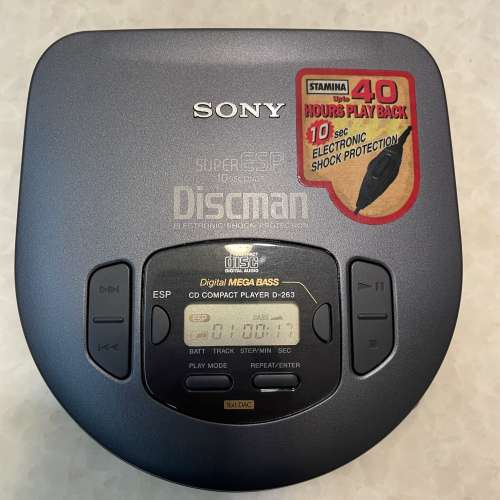 SONY
STAMINA
Up to 40
HOURS PLAY BACK
10 sec
ELECTRONIC
SHOCK PROTECTION
SUPER ESP
Discman
ELECTRONIC SHOCK PROTECTION
COMPACT
disc
DIGITAL AUDIO
Digital MEGA BASS
CD COMPACT PLAYER D-263
ESP
ESP BASS
01 00:17
BATT TRACK STEP/MIN SEC
PLAY MODE REPEAT/ENTER
1bit DAC